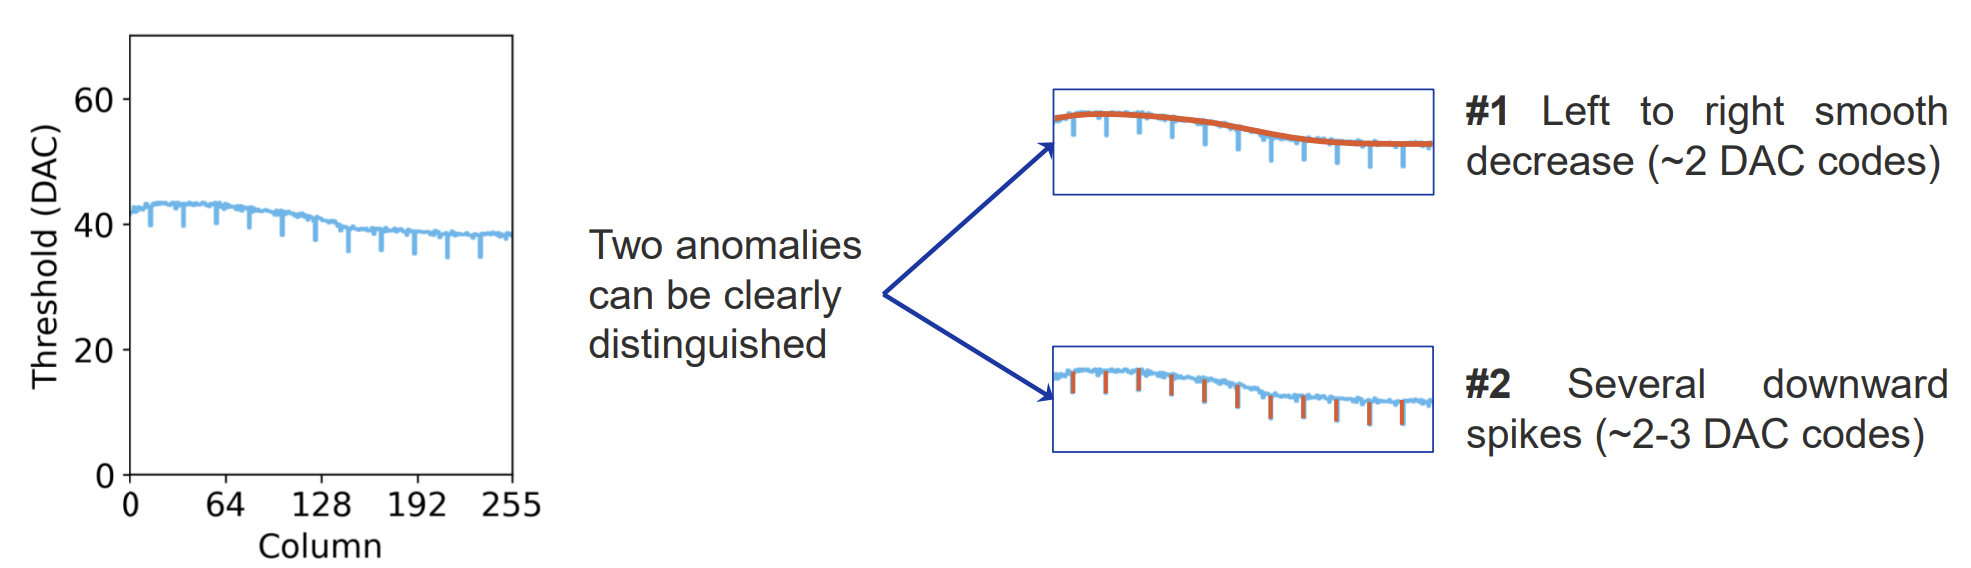 Threshold (DAC)
60
40
20
0
0 64 128 192 255
Column
Two anomalies
can be clearly
distinguished
#1 Left to right smooth
decrease (~2 DAC codes)
#2 Several downward
spikes (~2-3 DAC codes)